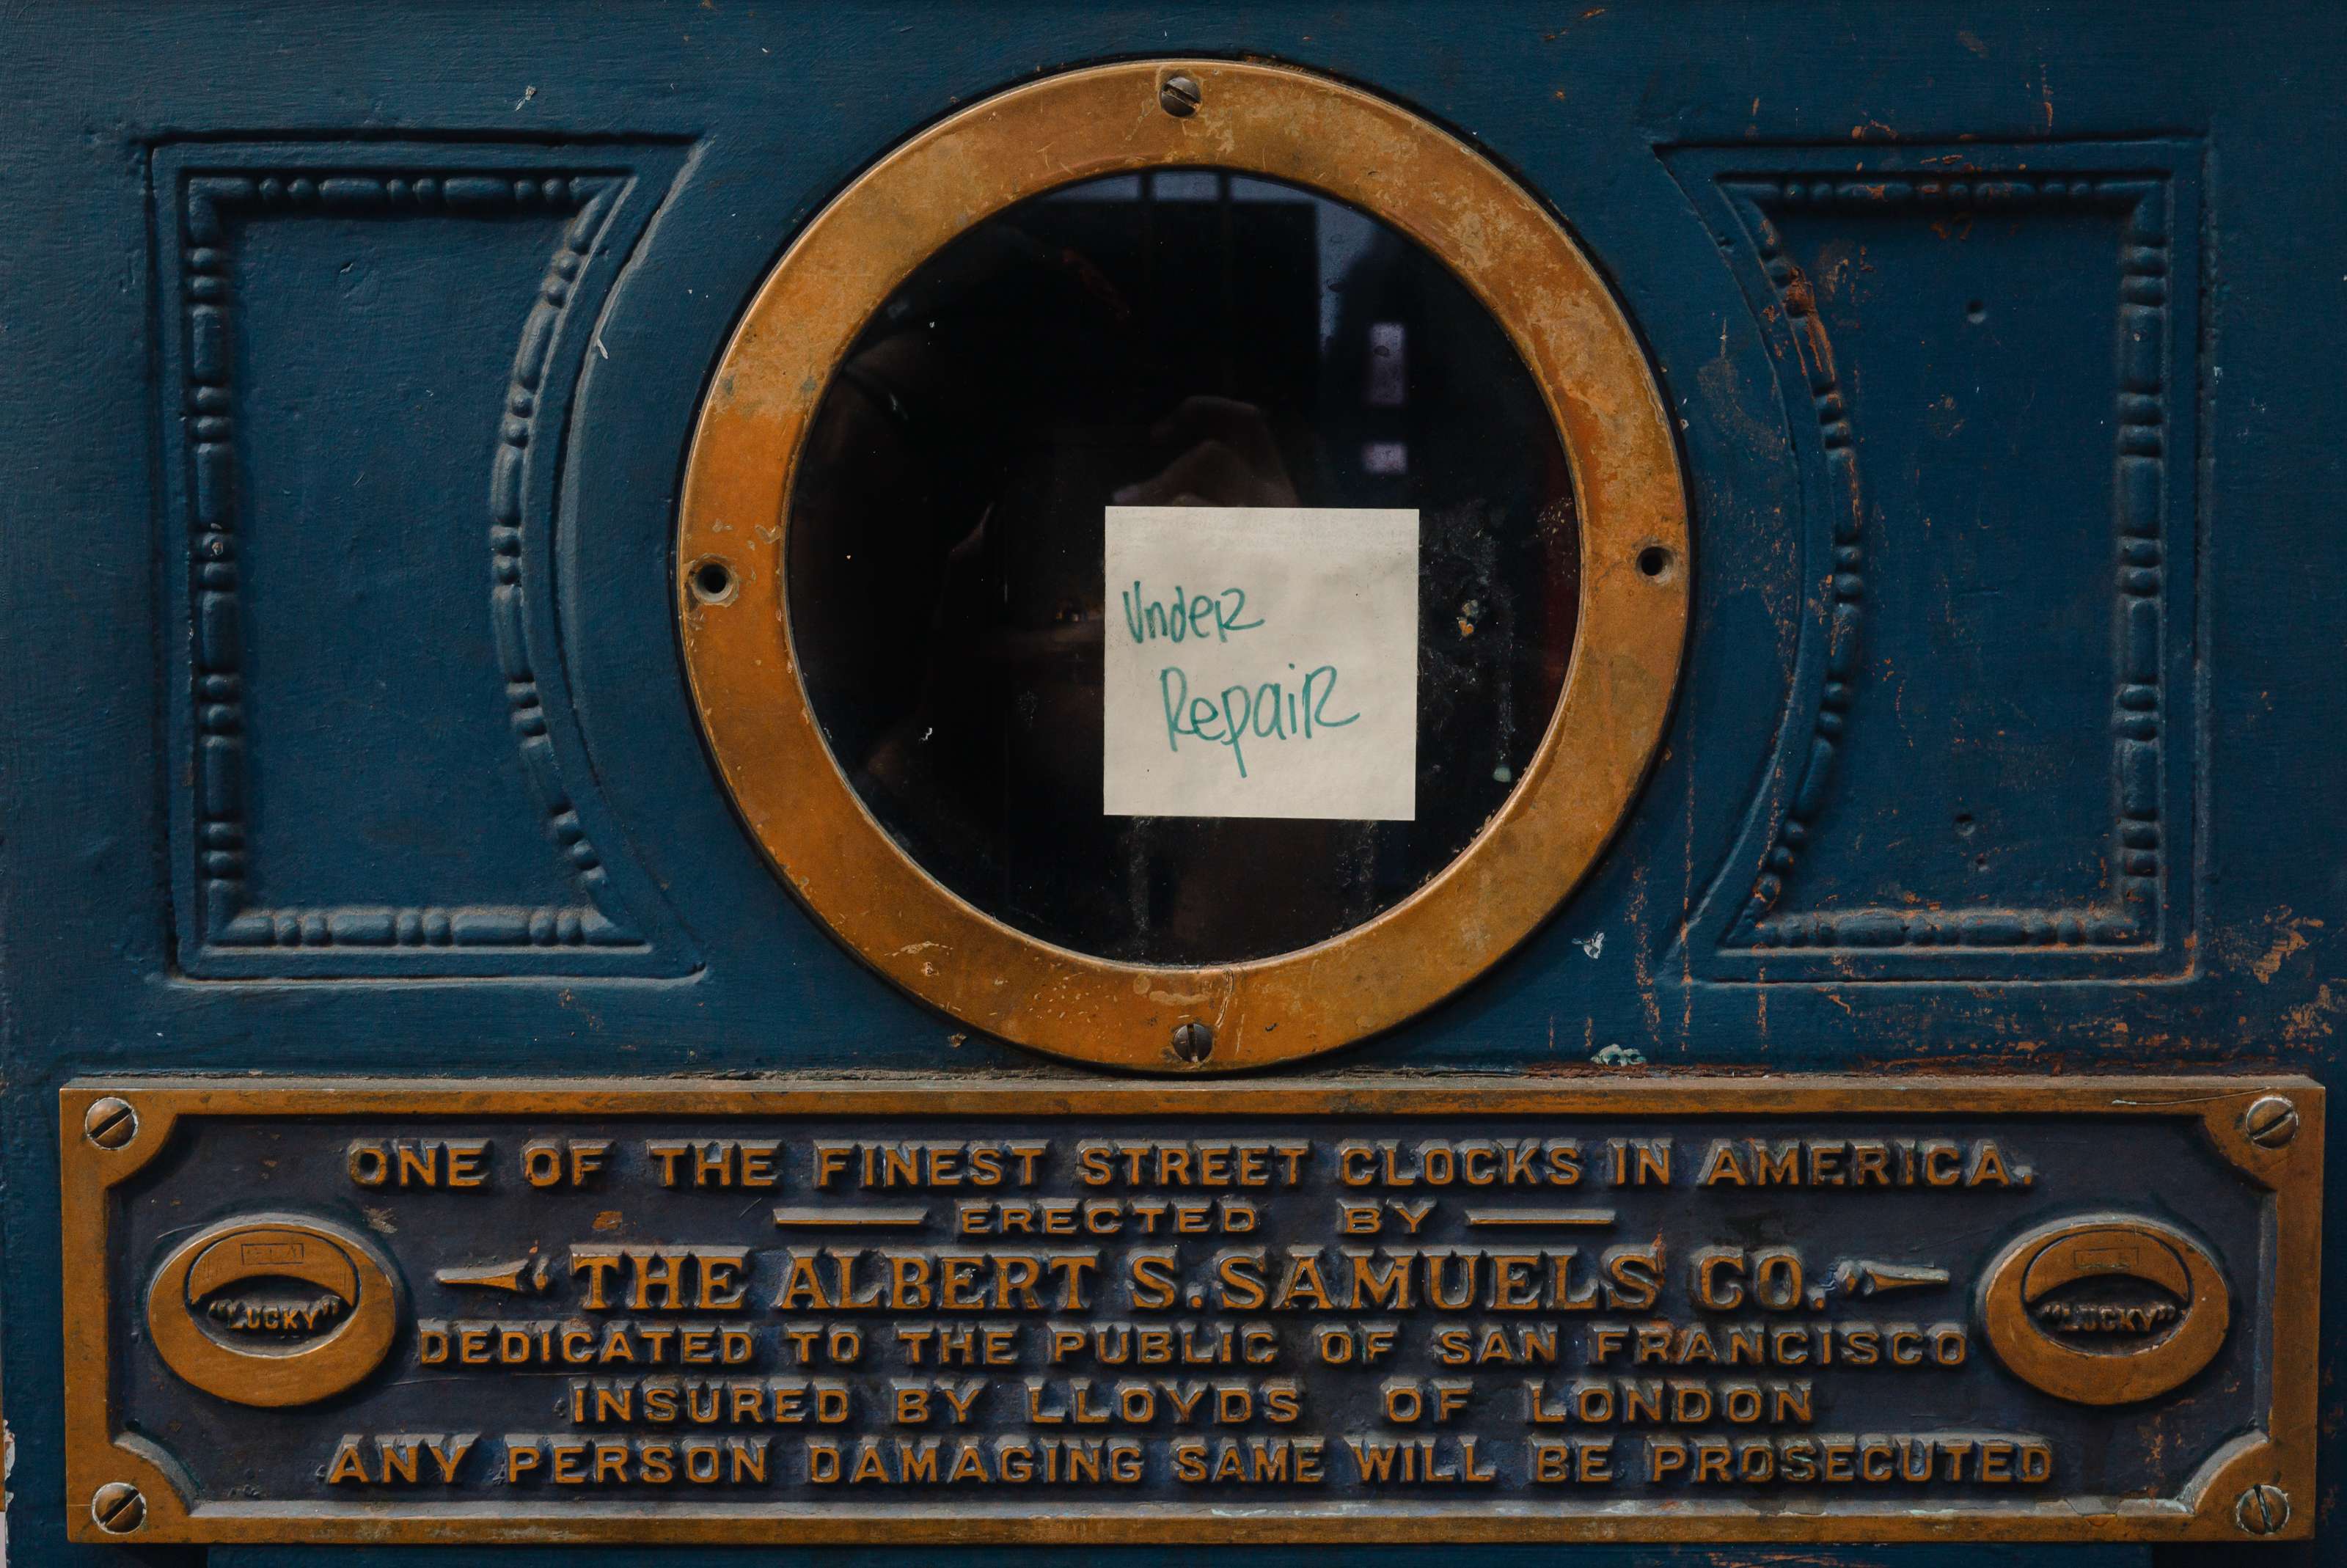 Under
Repair
ONE OF THE FINEST STREET CLOCKS IN AMERICA.
ERECTED BY
THE ALBERT S. SAMUELS CO.
"LUCKY"
"LUCKY"
DEDICATED TO THE PUBLIC OF SAN FRANCISCO
INSURED BY LLOYDS OF LONDON
ANY PERSON DAMAGING SAME WILL BE PROSECUTED